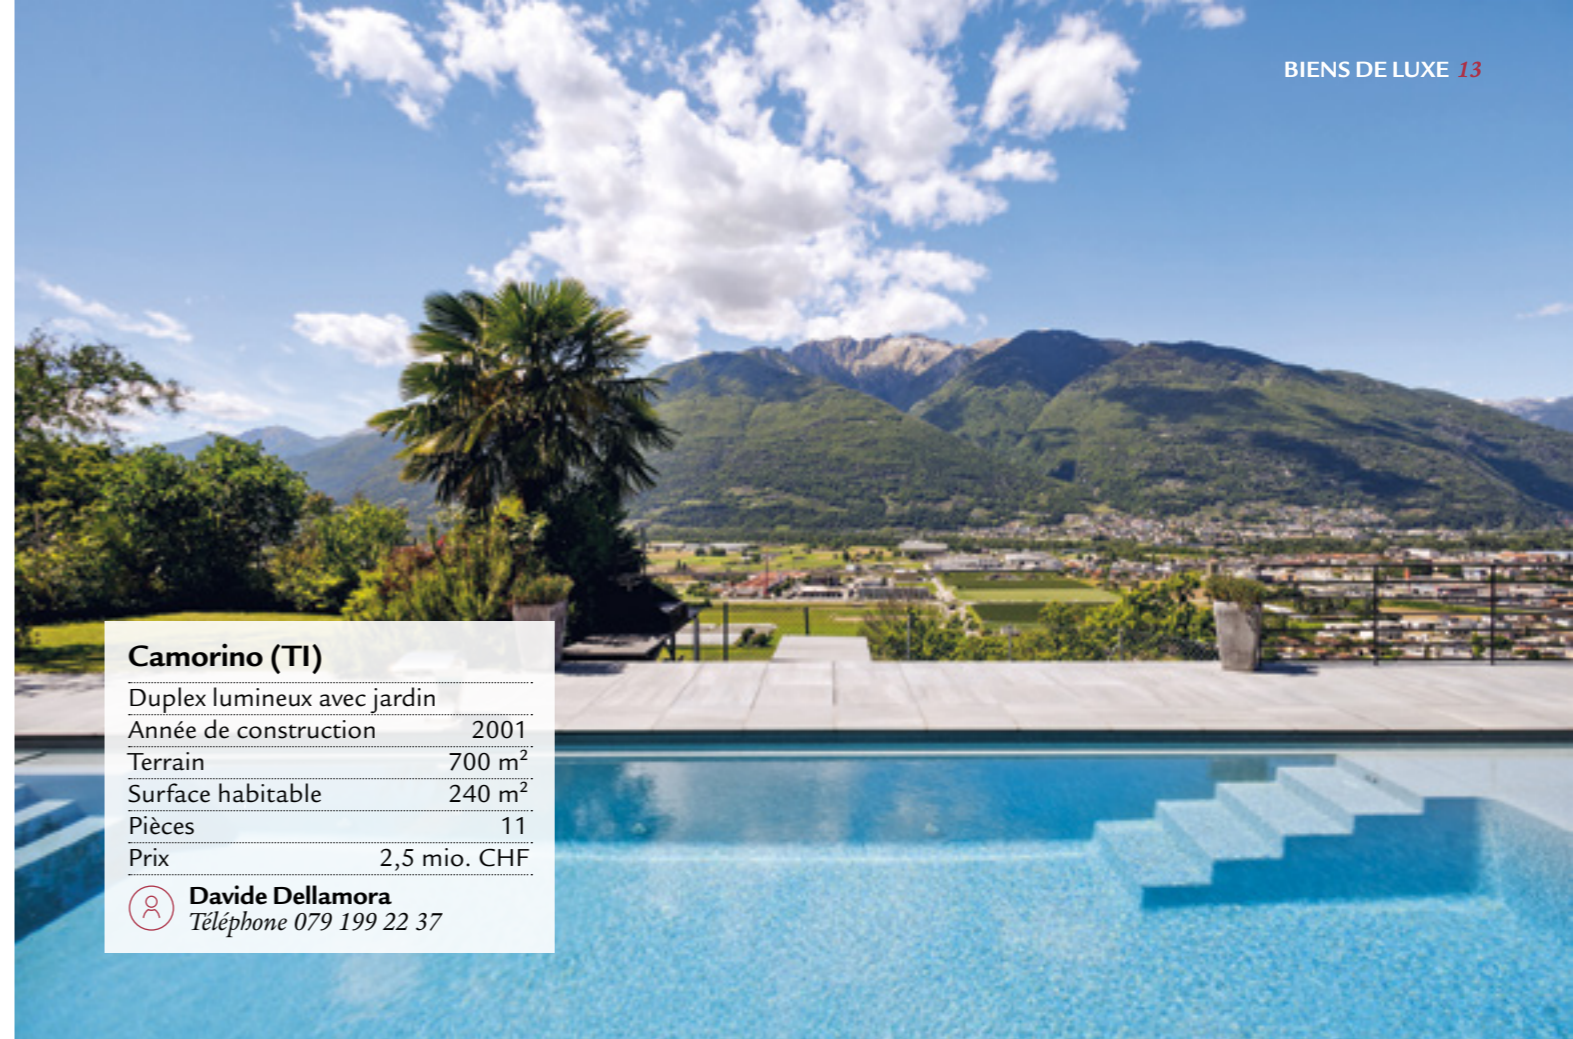 BIENS DE LUXE 13
Camorino (TI)
Duplex lumineux avec jardin
Année de construction 2001
Terrain 700 m²
Surface habitable 240 m²
Pièces 11
Prix 2,5 mio. CHF
Davide Dellamora
Téléphone 079 199 22 37